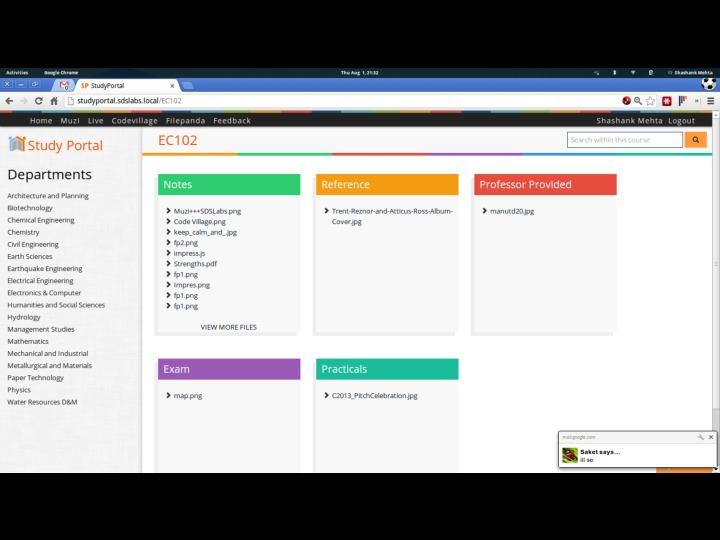 Activities Google Chrome Thu Aug 1, 21:52 Shashank Mehta
SP StudyPortal
studyportal.sdslabs.local/EC102
Home Muzi Live Codevillage Filepanda Feedback Shashank Mehta Logout
Study Portal
EC102
Search within this course
Departments
Architecture and Planning
Biotechnology
Chemical Engineering
Chemistry
Civil Engineering
Earth Sciences
Earthquake Engineering
Electrical Engineering
Electronics & Computer
Humanities and Social Sciences
Hydrology
Management Studies
Mathematics
Mechanical and Industrial
Metallurgical and Materials
Paper Technology
Physics
Water Resources D&M
Notes
Muzi+++SDSLabs.png
Code Village.png
keep_calm_and_.jpg
fp2.png
impress.js
Strengths.pdf
fp1.png
Impres.png
fp1.png
fp1.png
VIEW MORE FILES
Reference
Trent-Reznor-and-Atticus-Ross-Album-
Cover.jpg
Professor Provided
manutd20.jpg
Exam
map.png
Practicals
C2013_PitchCelebration.jpg
mail.google.com
Saket says...
ill se